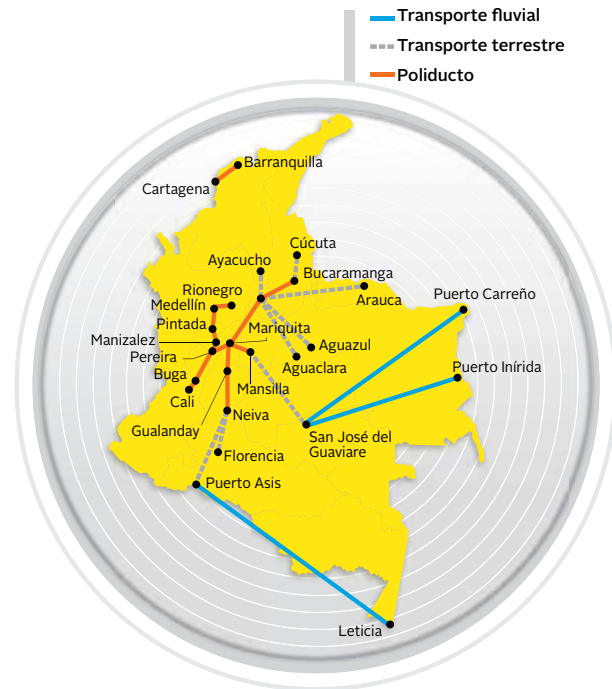 Transporte fluvial
Transporte terrestre
Poliducto
Barranquilla
Cartagena
Cúcuta
Ayacucho
Bucaramanga
Rionegro
Arauca
Puerto Carreño
Medellín
Pintada
Mariquita
Manizalez
Aguazul
Pereira
Aguaclara
Puerto Inírida
Buga
Mansilla
Cali
Neiva
Gualanday
San José del
Guaviare
Florencia
Puerto Asis
Leticia